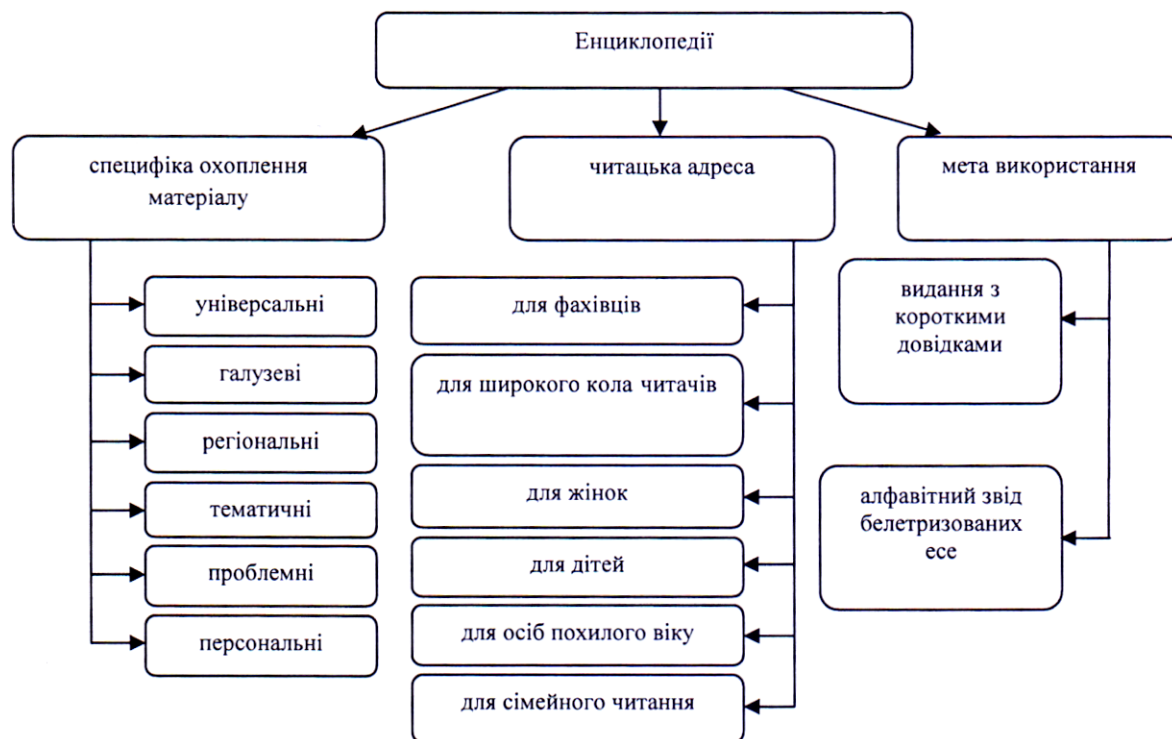 Енциклопедії
специфіка охоплення
матеріалу
читацька адреса
мета використання
універсальні
галузеві
регіональні
тематичні
проблемні
персональні
для фахівців
для широкого кола читачів
для жінок
для дітей
для осіб похилого віку
для сімейного читання
видання з
короткими
довідками
алфавітний звід
белетризованих
есе